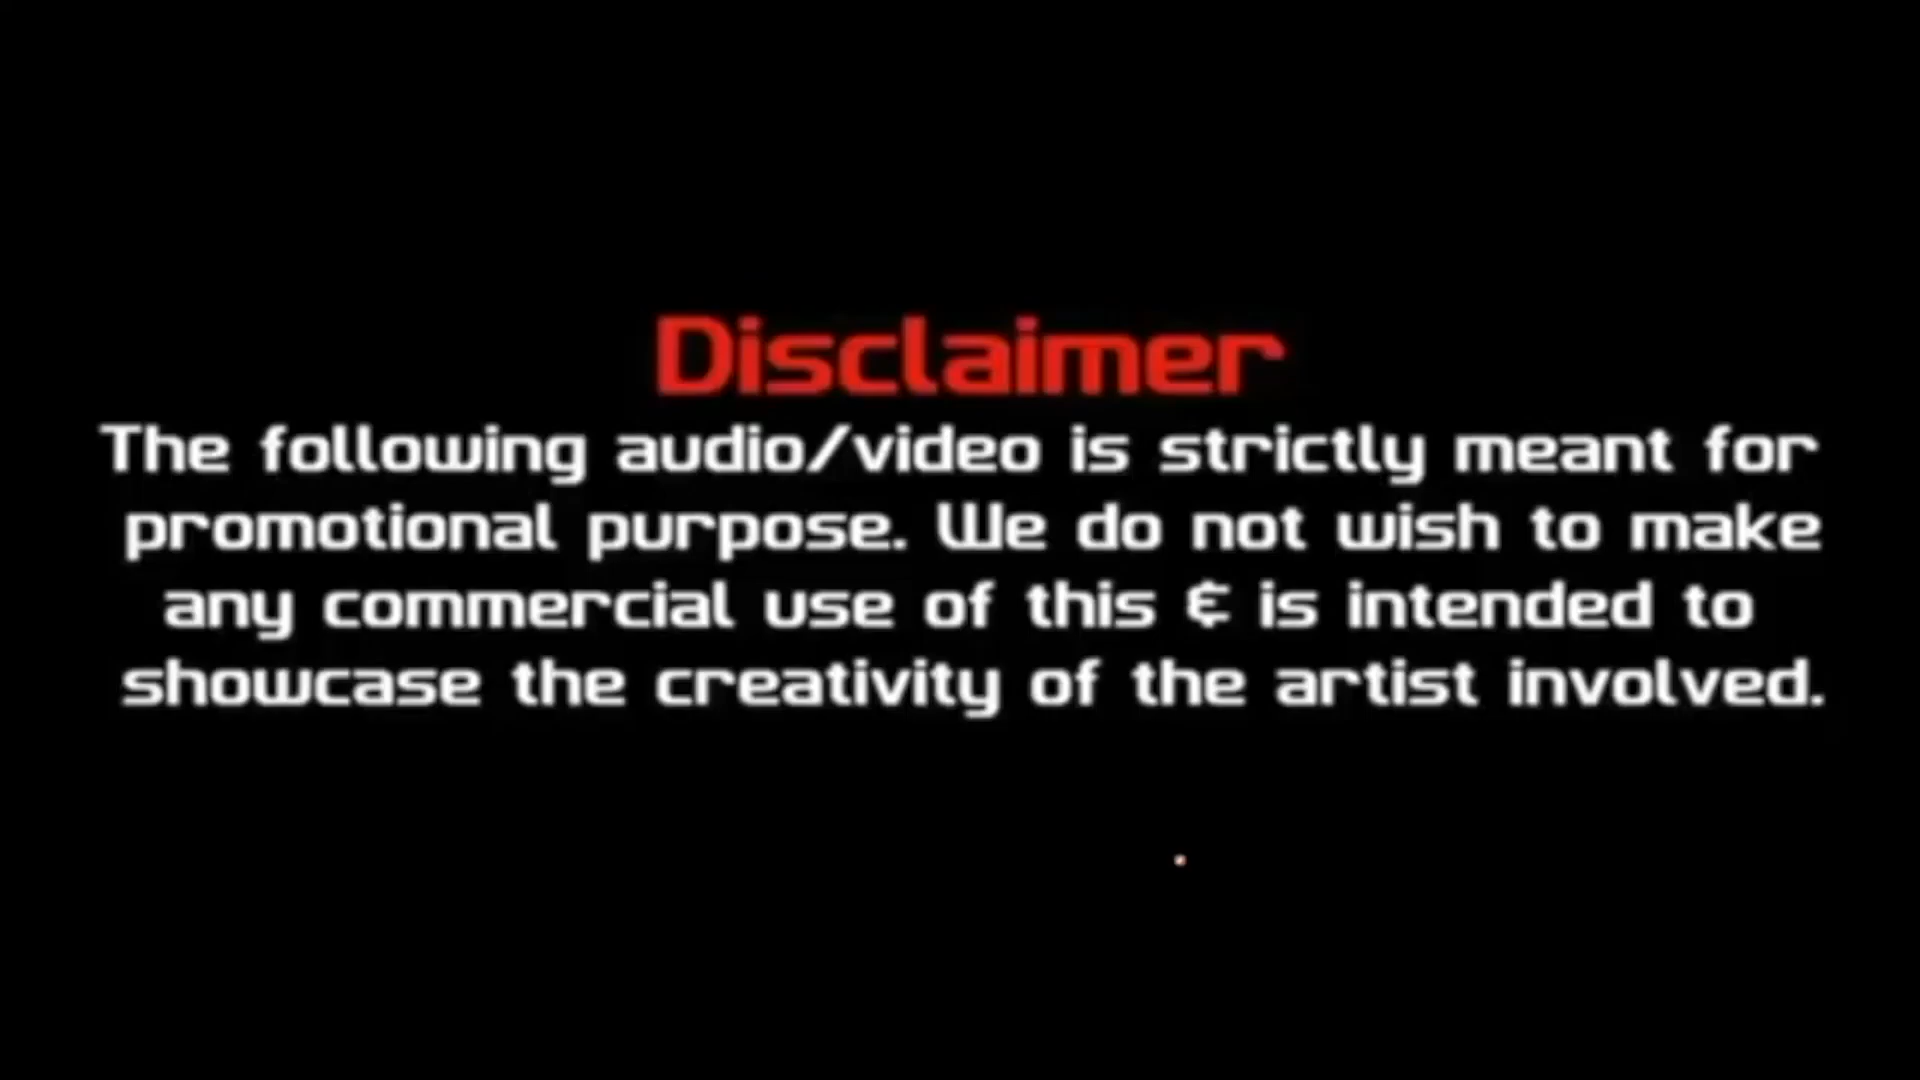 Disclaimer
The following audio/video is strictly meant for
promotional purpose. We do not wish to make
any commercial use of this & is intended to
showcase the creativity of the artist involved.